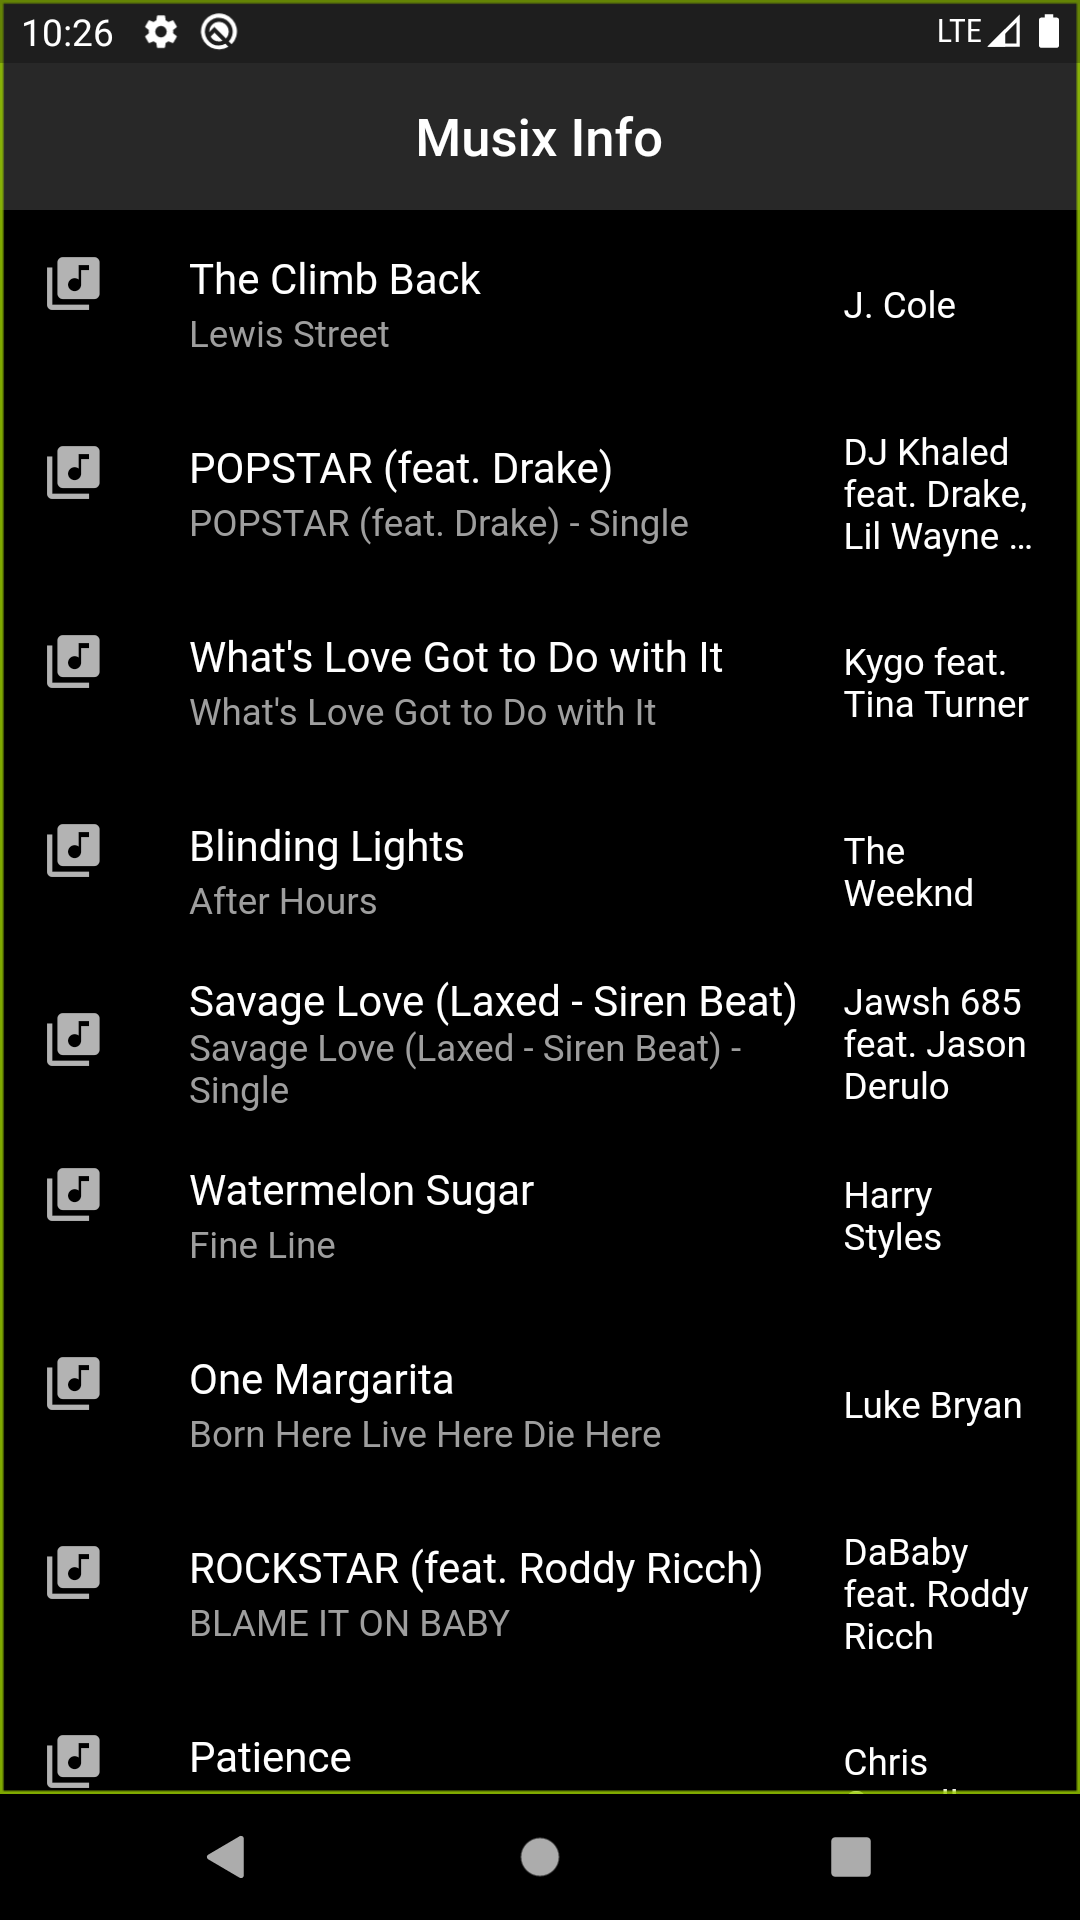 10:26
LTE
Musix Info
The Climb Back
Lewis Street
J. Cole
POPSTAR (feat. Drake)
POPSTAR (feat. Drake) - Single
DJ Khaled
feat. Drake,
Lil Wayne ...
What's Love Got to Do with It
What's Love Got to Do with It
Kygo feat.
Tina Turner
Blinding Lights
After Hours
The
Weeknd
Savage Love (Laxed - Siren Beat)
Savage Love (Laxed - Siren Beat) -
Single
Jawsh 685
feat. Jason
Derulo
Watermelon Sugar
Fine Line
Harry
Styles
One Margarita
Born Here Live Here Die Here
Luke Bryan
ROCKSTAR (feat. Roddy Ricch)
BLAME IT ON BABY
DaBaby
feat. Roddy
Ricch
Patience
Chris